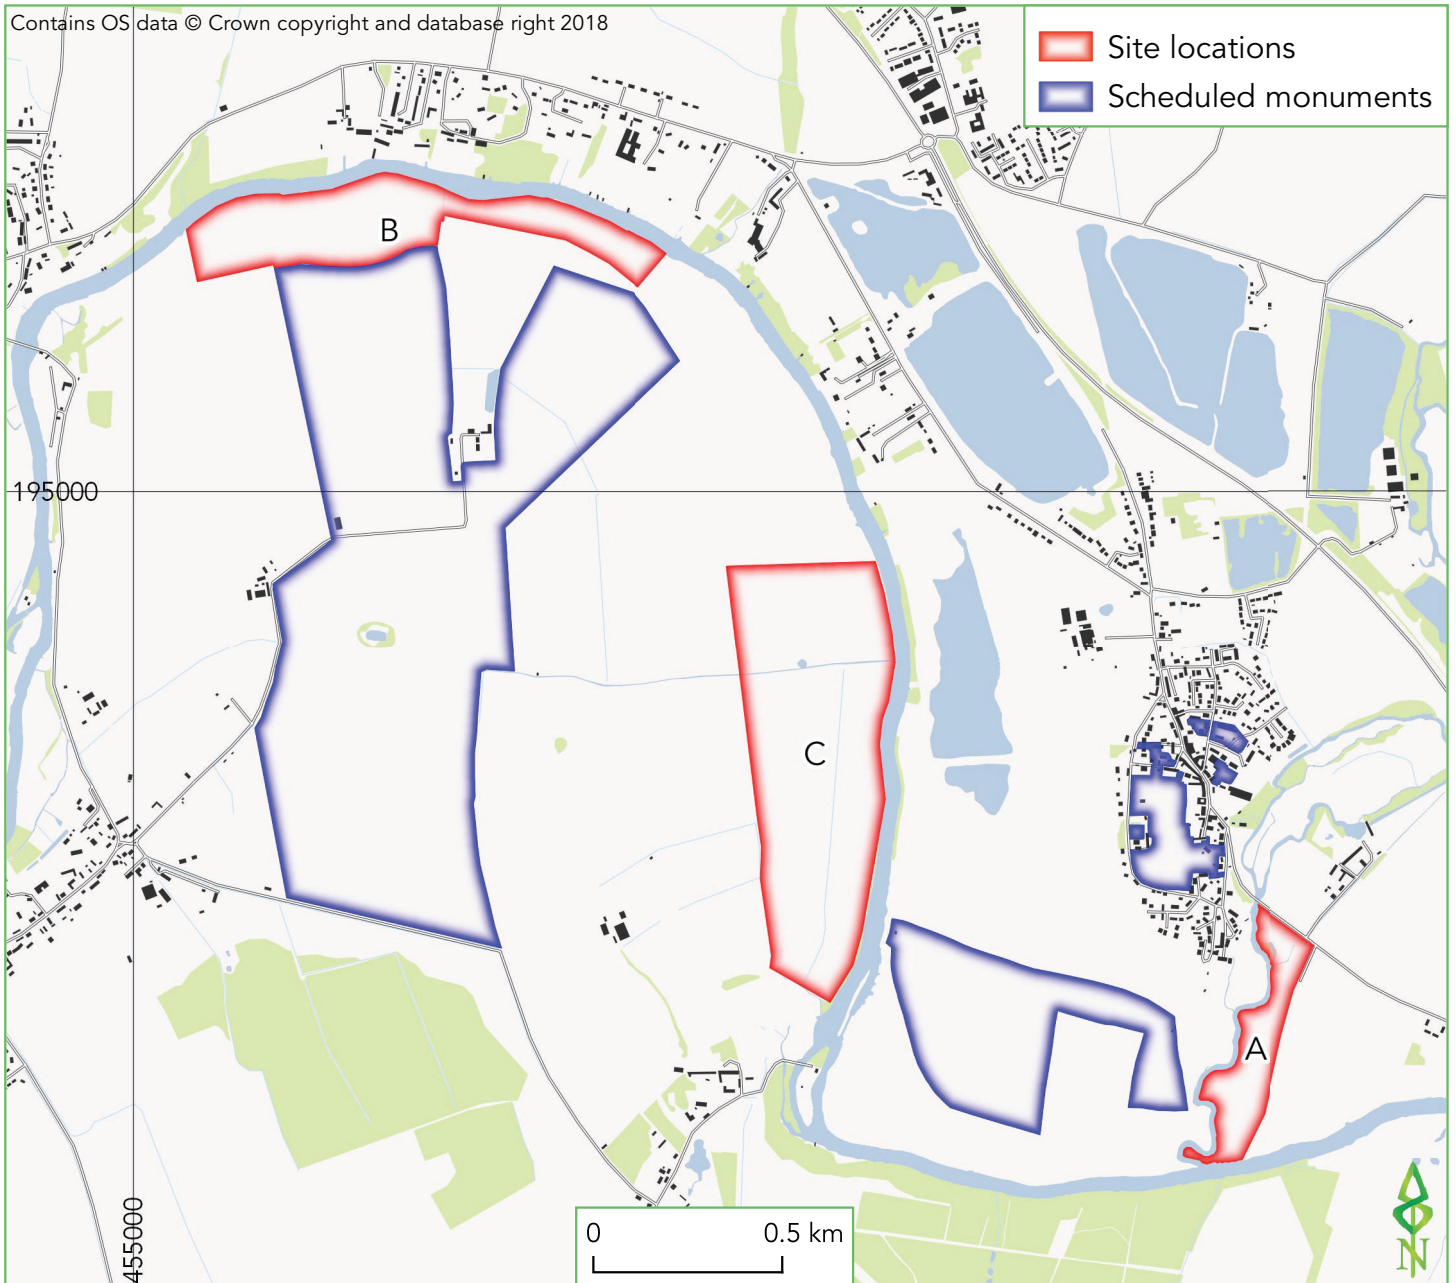 Contains OS data © Crown copyright and database right 2018
Site locations
Scheduled monuments
B
195000
C
A
455000
0 0.5 km
N